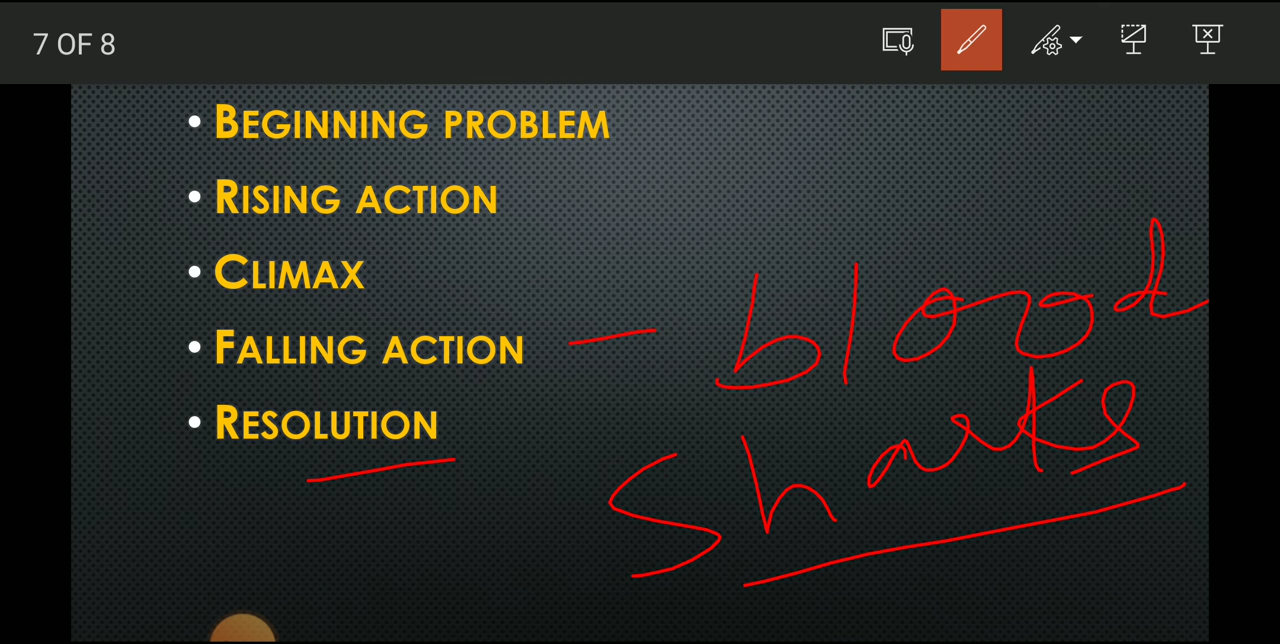 7 OF 8
• BEGINNING PROBLEM
• RISING ACTION
• CLIMAX
• FALLING ACTION – blood
sharks
• RESOLUTION